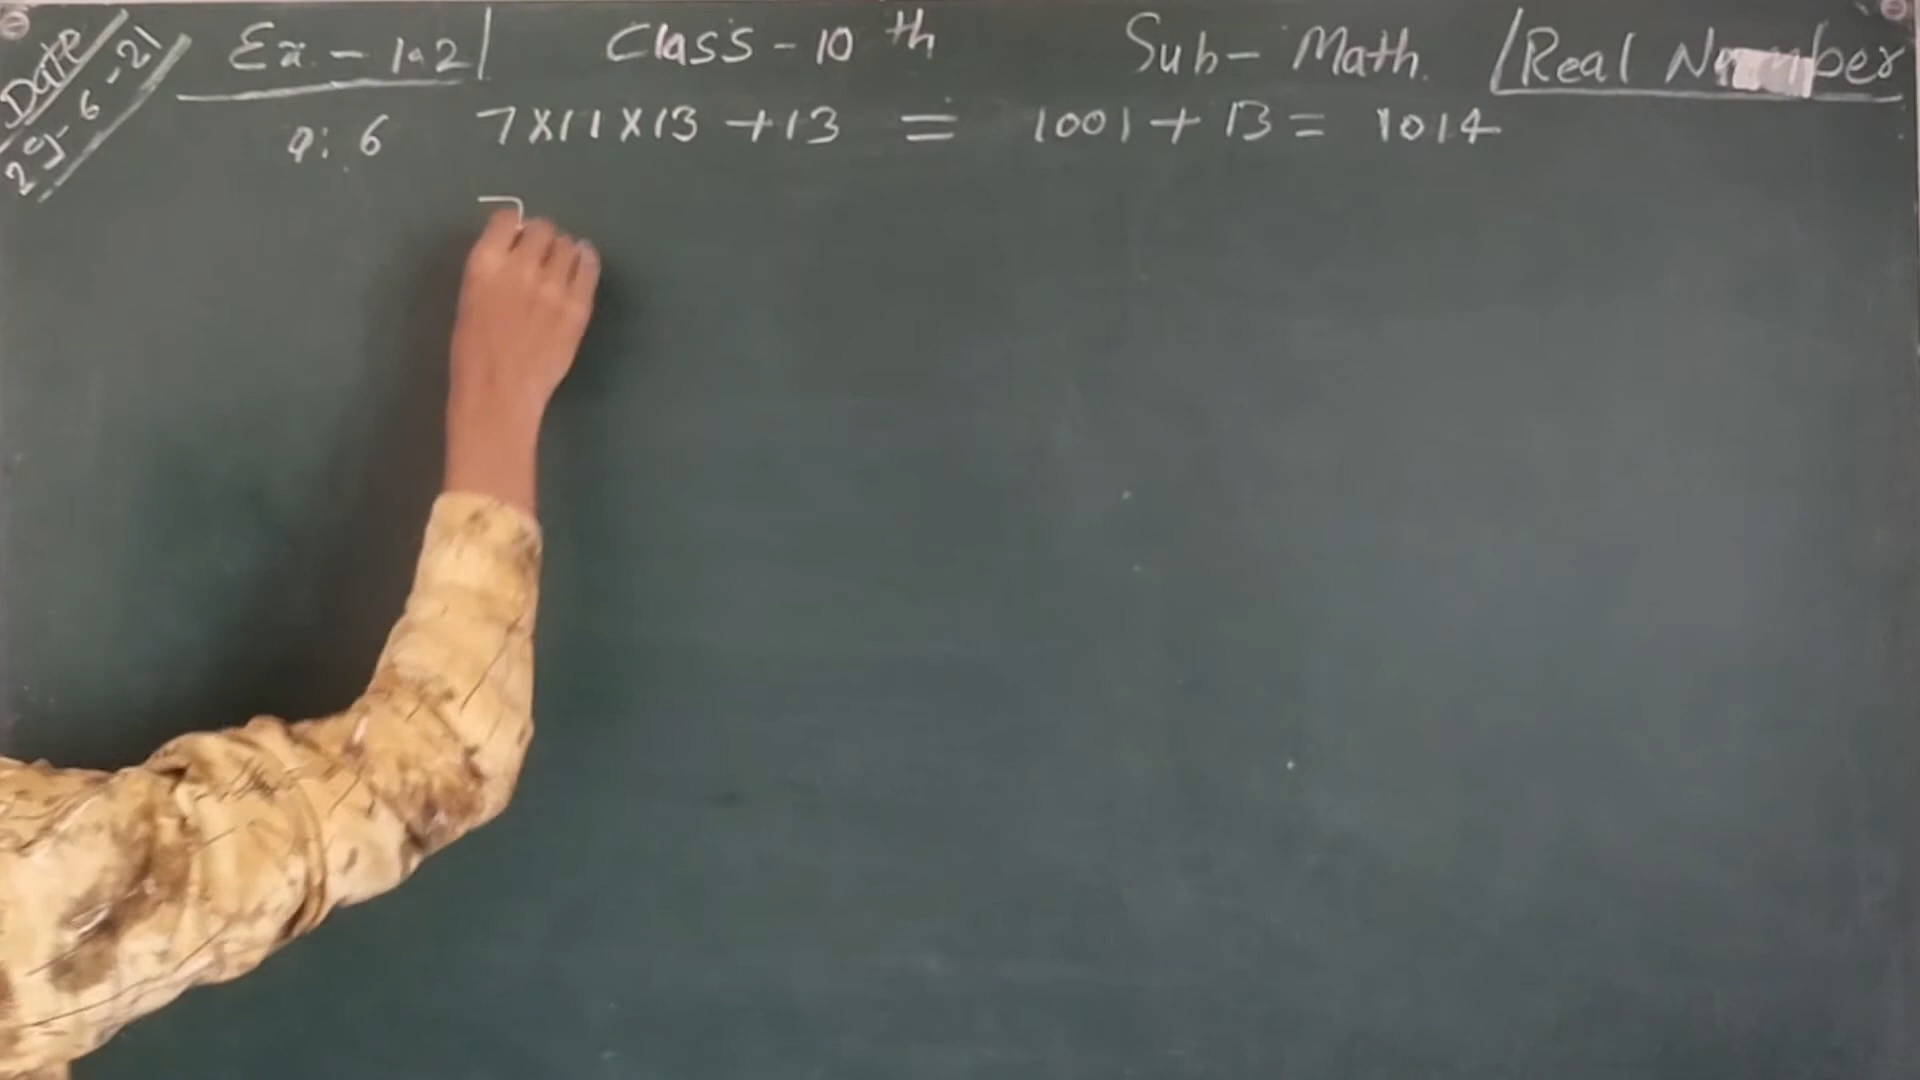 Date
29-6-21
Ex - 1.2
Class - 10 th
Sub - Math.
Real Number
Q: 6 7×11×13 +13 = 1001 + 13 = 1014
7